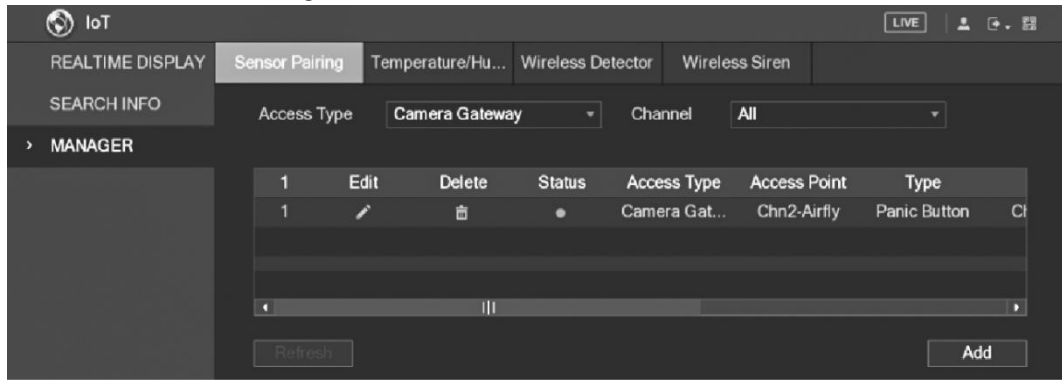 IoT
LIVE
REALTIME DISPLAY
SEARCH INFO
MANAGER
Sensor Pairing Temperature/Hu... Wireless Detector Wireless Siren
Access Type Camera Gateway Channel All
1 Edit Delete Status Access Type Access Point Type
1 Camera Gat... Chn2-Airfly Panic Button Ch
Refresh Add